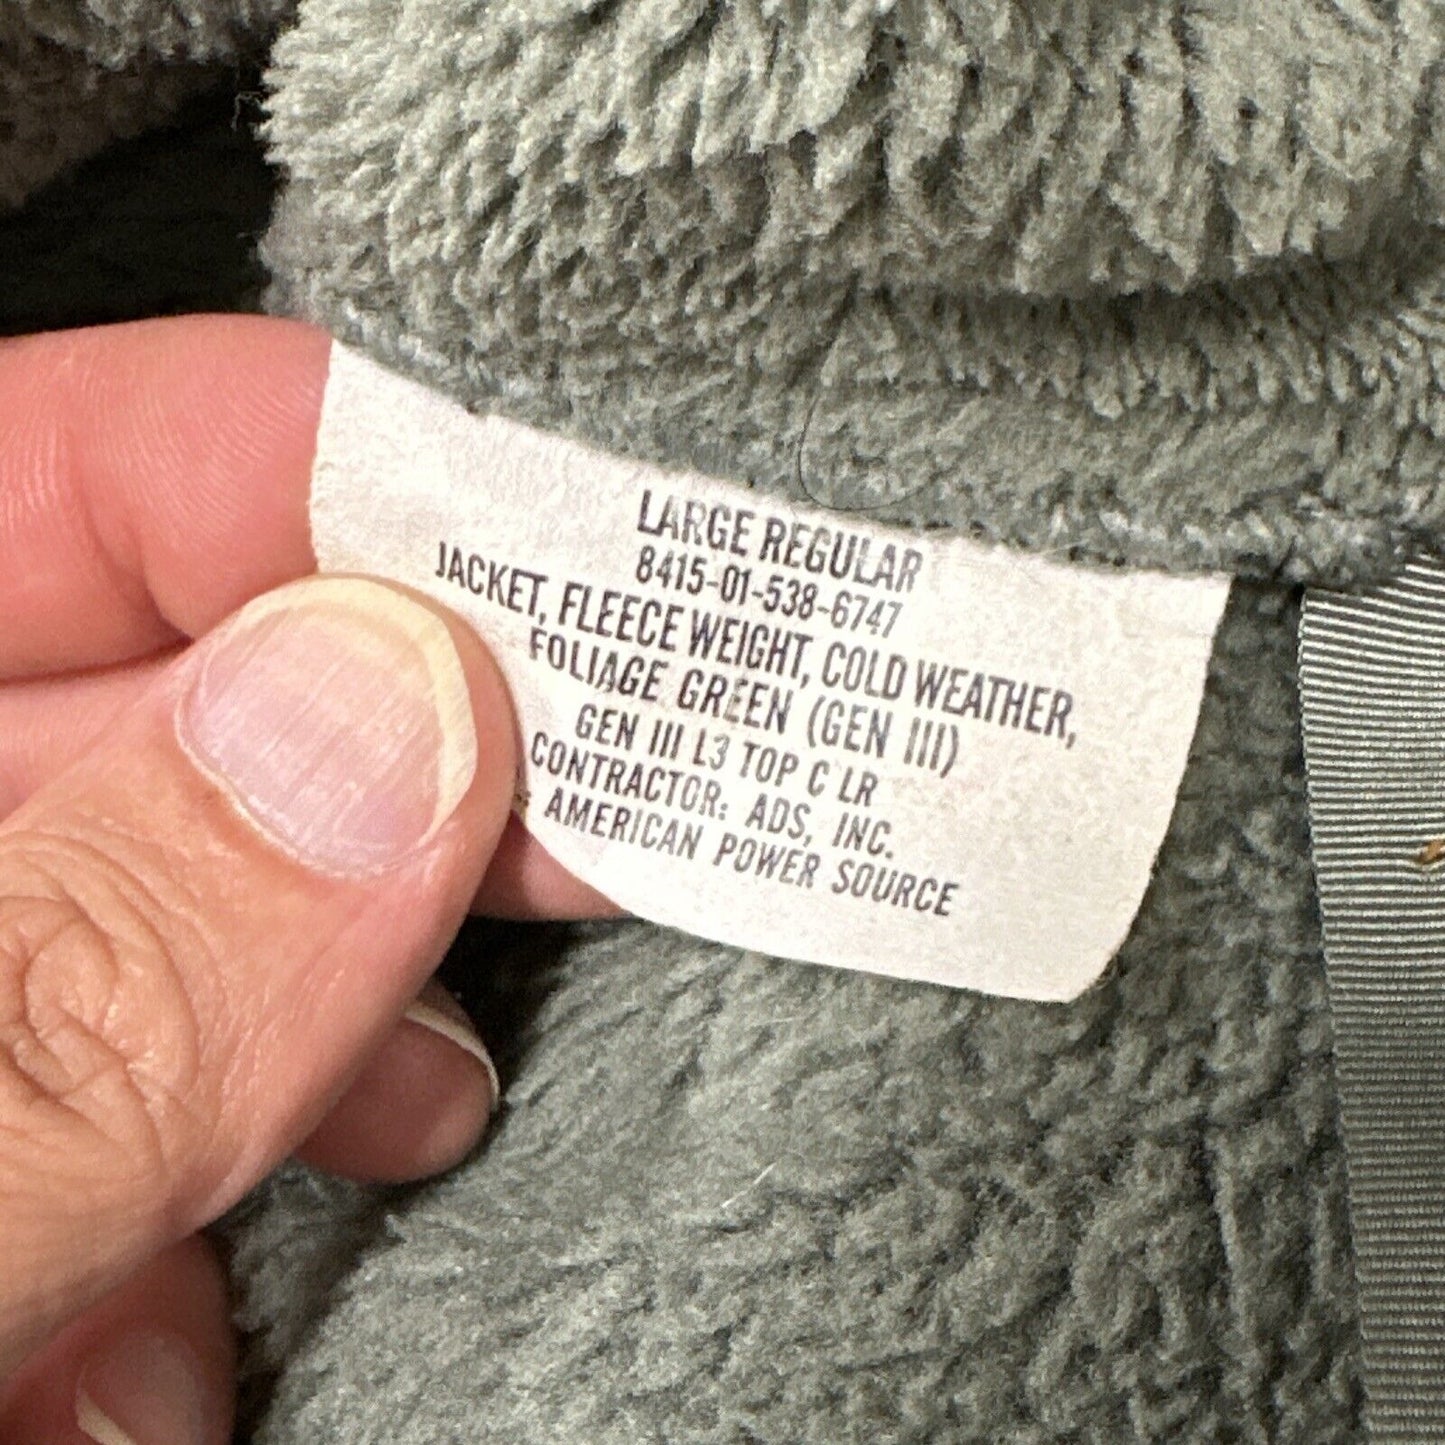 LARGE REGULAR
8415-01-538-6747
JACKET, FLEECE WEIGHT, COLD WEATHER,
FOLIAGE GREEN (GEN III)
GEN III L3 TOP C LR
CONTRACTOR: ADS, INC.
AMERICAN POWER SOURCE